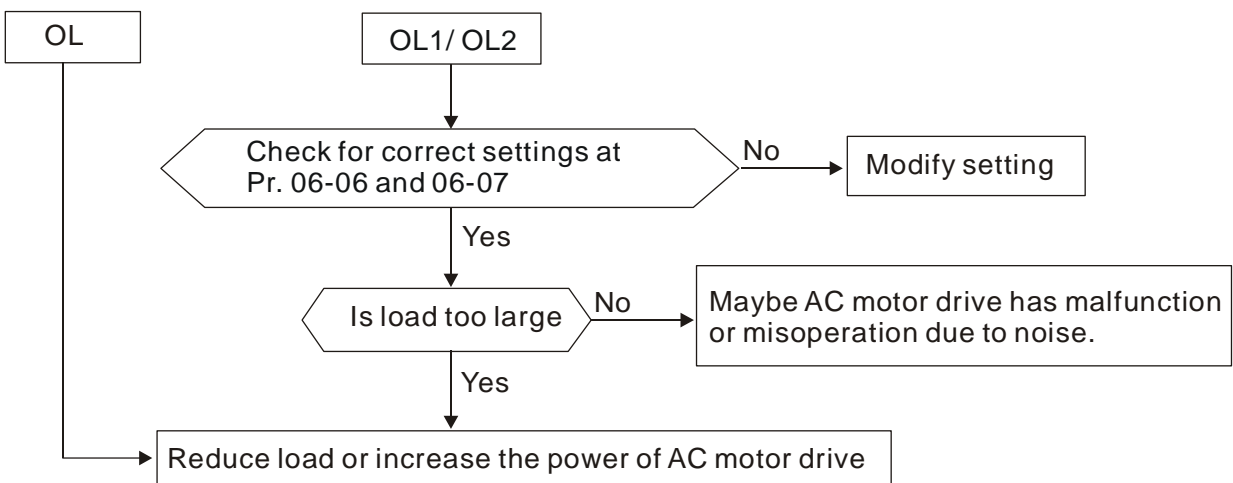 OL
OL1/ OL2
Check for correct settings at
Pr. 06-06 and 06-07
No
Modify setting
Yes
Is load too large
No
Maybe AC motor drive has malfunction
or misoperation due to noise.
Yes
Reduce load or increase the power of AC motor drive